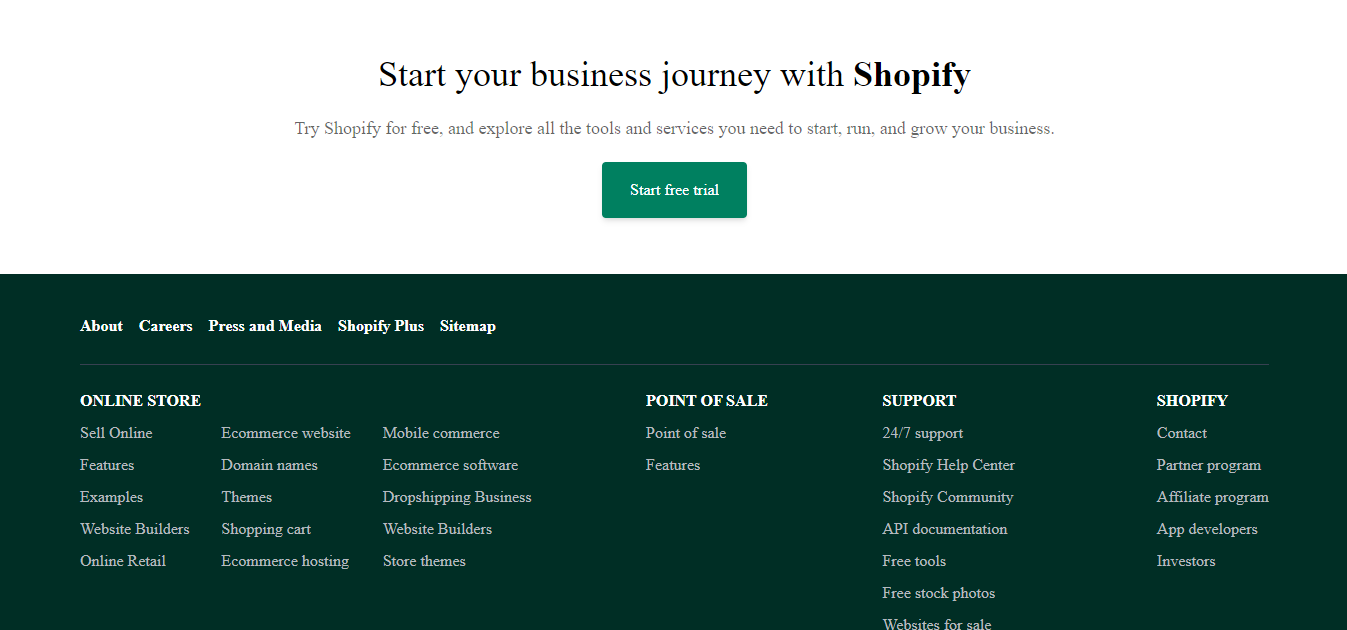 Start your business journey with Shopify
Try Shopify for free, and explore all the tools and services you need to start, run, and grow your business.
Start free trial
About Careers Press and Media Shopify Plus Sitemap
ONLINE STORE
Sell Online
Features
Examples
Website Builders
Online Retail
Ecommerce website
Domain names
Themes
Shopping cart
Ecommerce hosting
Mobile commerce
Ecommerce software
Dropshipping Business
Website Builders
Store themes
POINT OF SALE
Point of sale
Features
SUPPORT
24/7 support
Shopify Help Center
Shopify Community
API documentation
Free tools
Free stock photos
Websites for sale
SHOPIFY
Contact
Partner program
Affiliate program
App developers
Investors